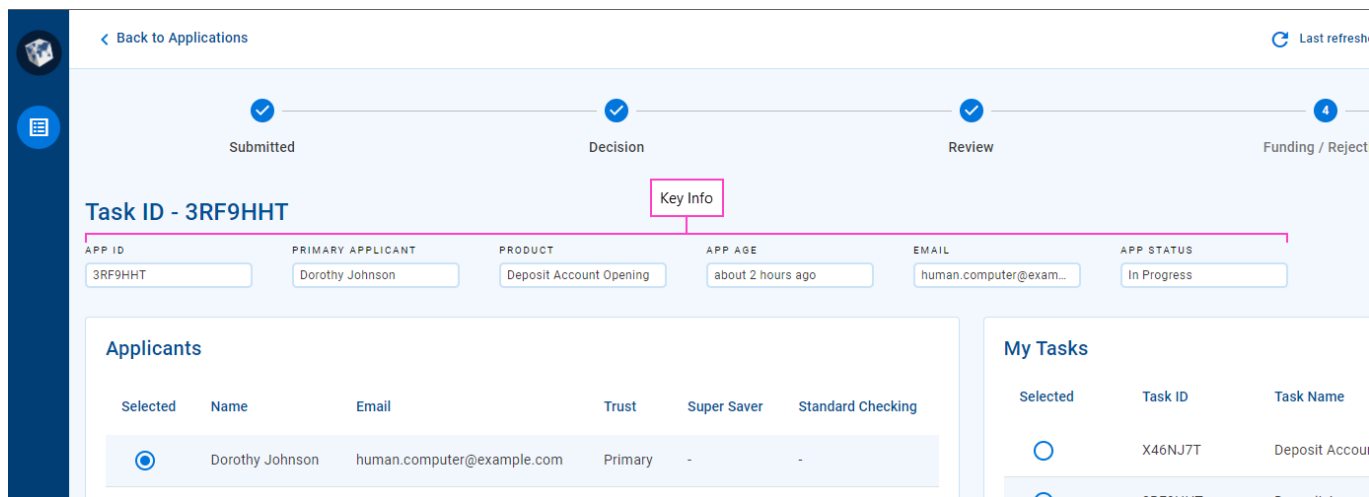 Back to Applications
Last refreshe
4
Submitted
Decision
Review
Funding / Reject
Key Info
Task ID - 3RF9HHT
APP ID
PRIMARY APPLICANT
PRODUCT
APP AGE
EMAIL
APP STATUS
3RF9HHT
Dorothy Johnson
Deposit Account Opening
about 2 hours ago
human.computer@exam...
In Progress
Applicants
Selected Name Email Trust Super Saver Standard Checking
Dorothy Johnson human.computer@example.com Primary - -
My Tasks
Selected Task ID Task Name
X46NJ7T Deposit Accoun